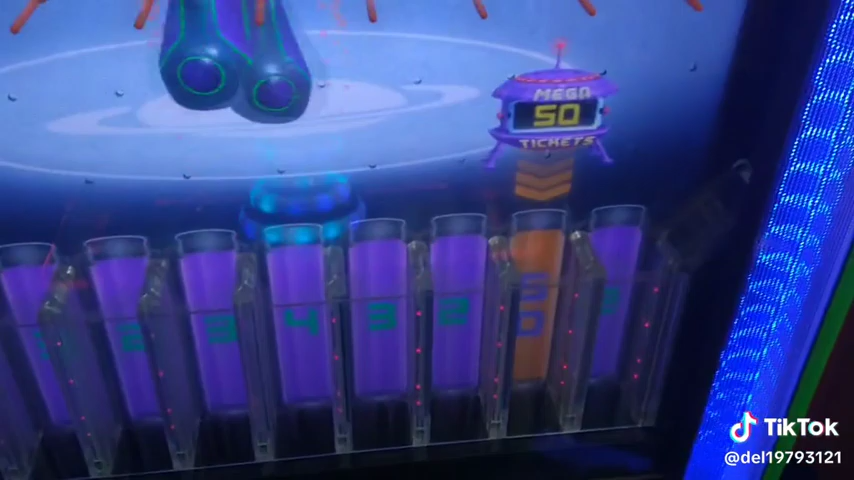 MEGA
50
TICKETS
2 3 4 3 2 50
TikTok
@del19793121